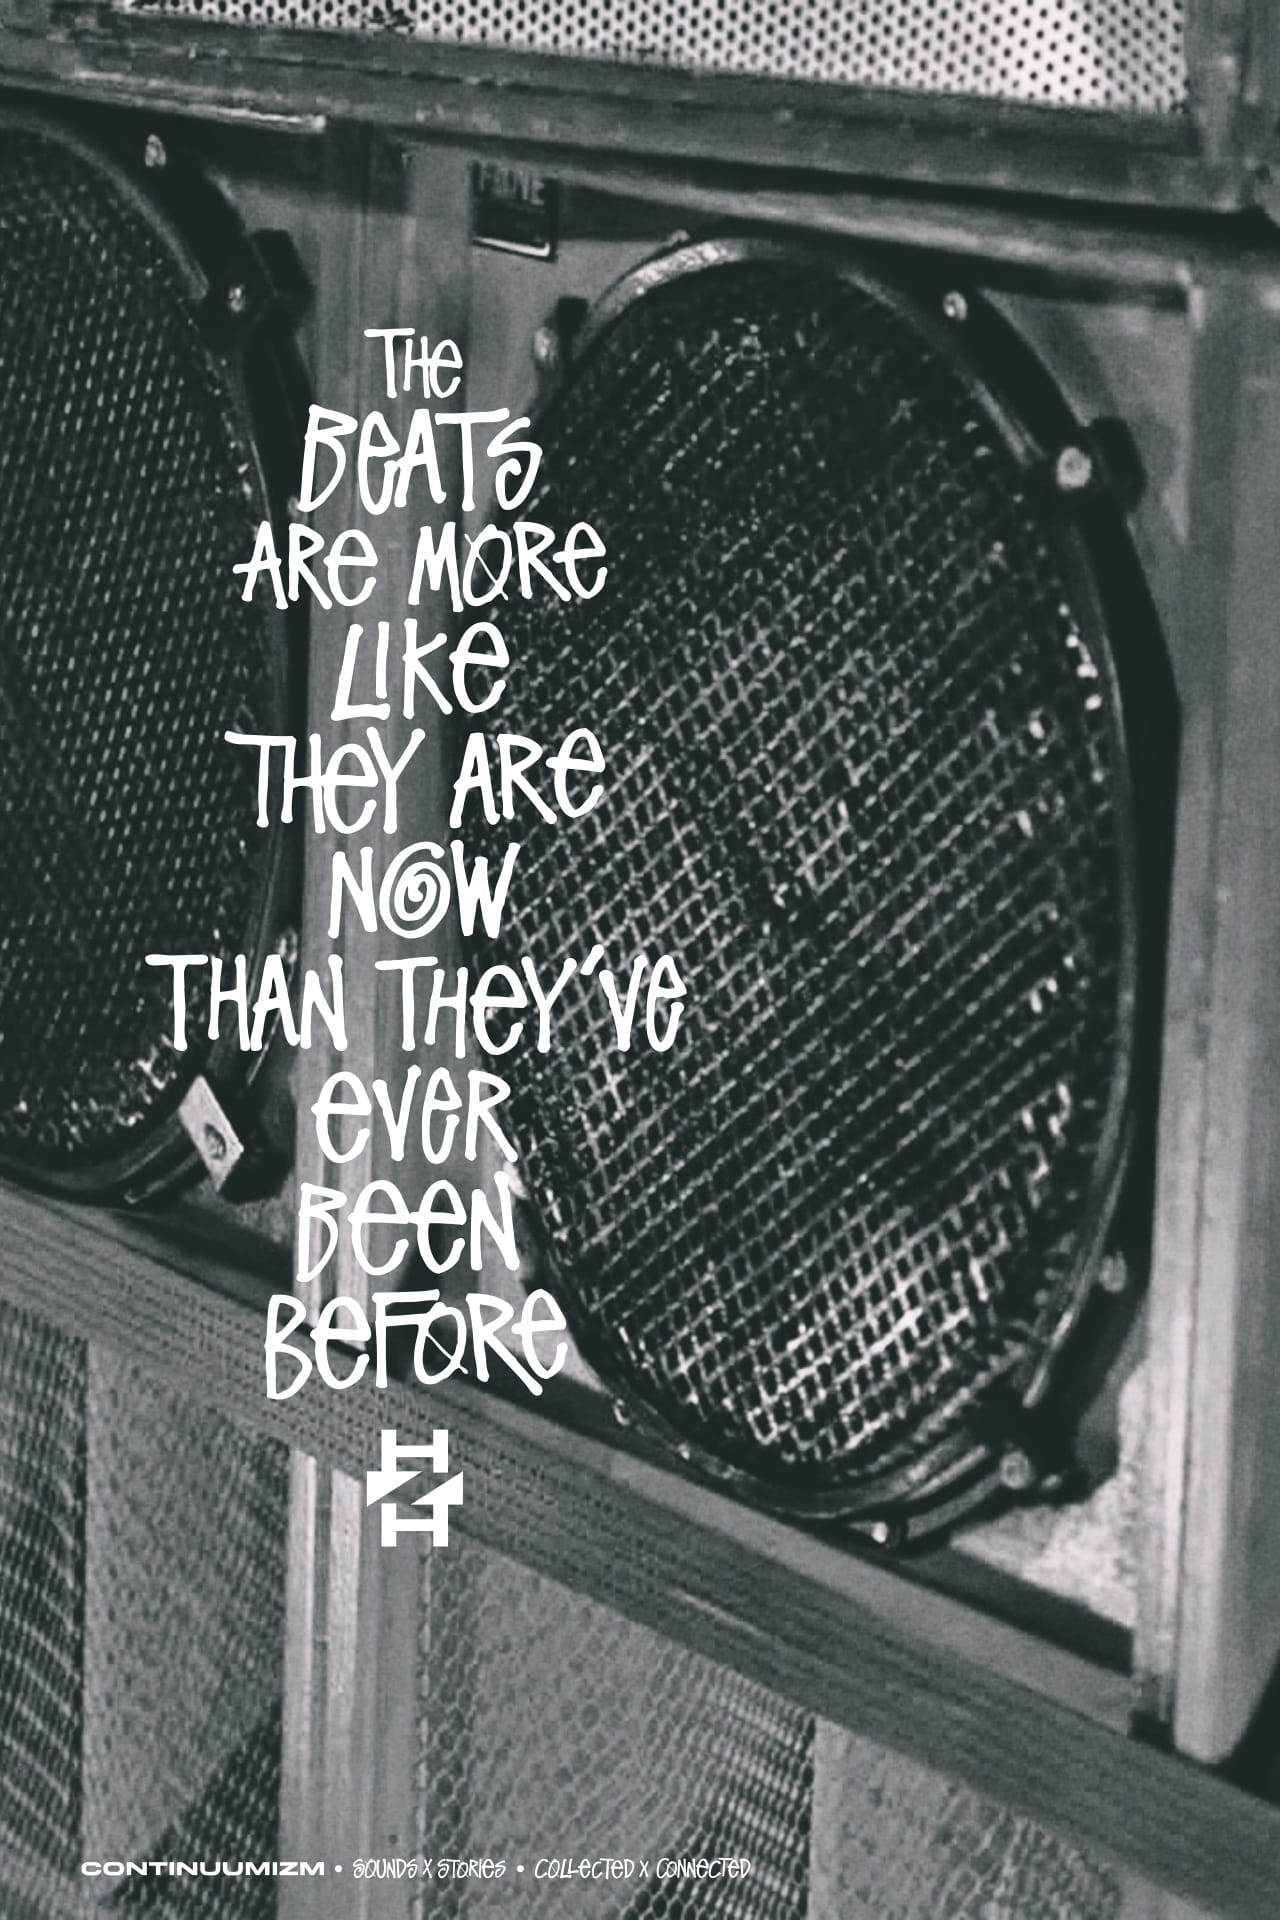 FANE
THe
BeATS
ARe MORe
LIKe
THeY ARe
NOW
THAN THeY'Ve
eVeR
BeeN
BeFORe
CONTINUUMIZM • SOUNDS X STORIES • COLLeCTeD X CONNeCTeD